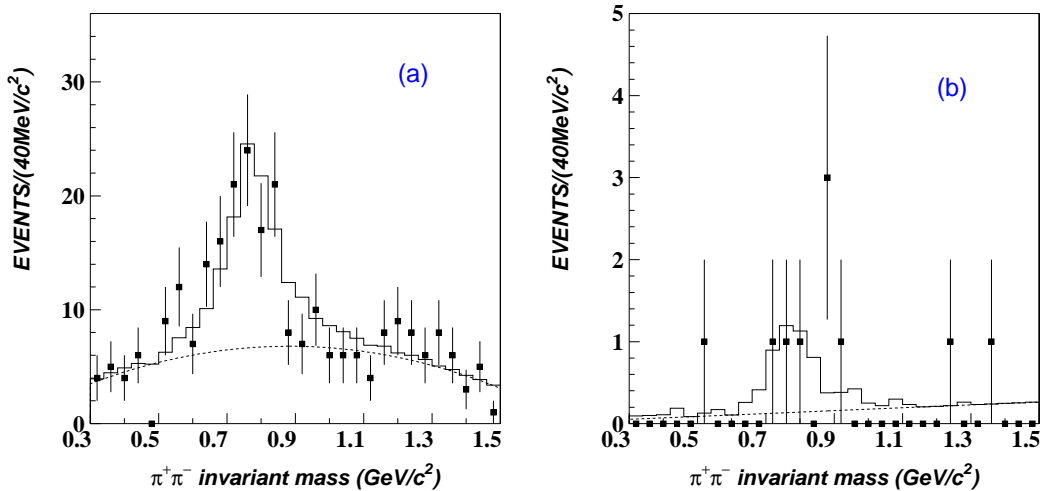 EVENTS/(40MeV/c²)
(a)
30
20
10
0
0.3 0.5 0.7 0.9 1.1 1.3 1.5
π⁺π⁻ invariant mass (GeV/c²)
EVENTS/(40MeV/c²)
(b)
5
4
3
2
1
0
0.3 0.5 0.7 0.9 1.1 1.3 1.5
π⁺π⁻ invariant mass (GeV/c²)